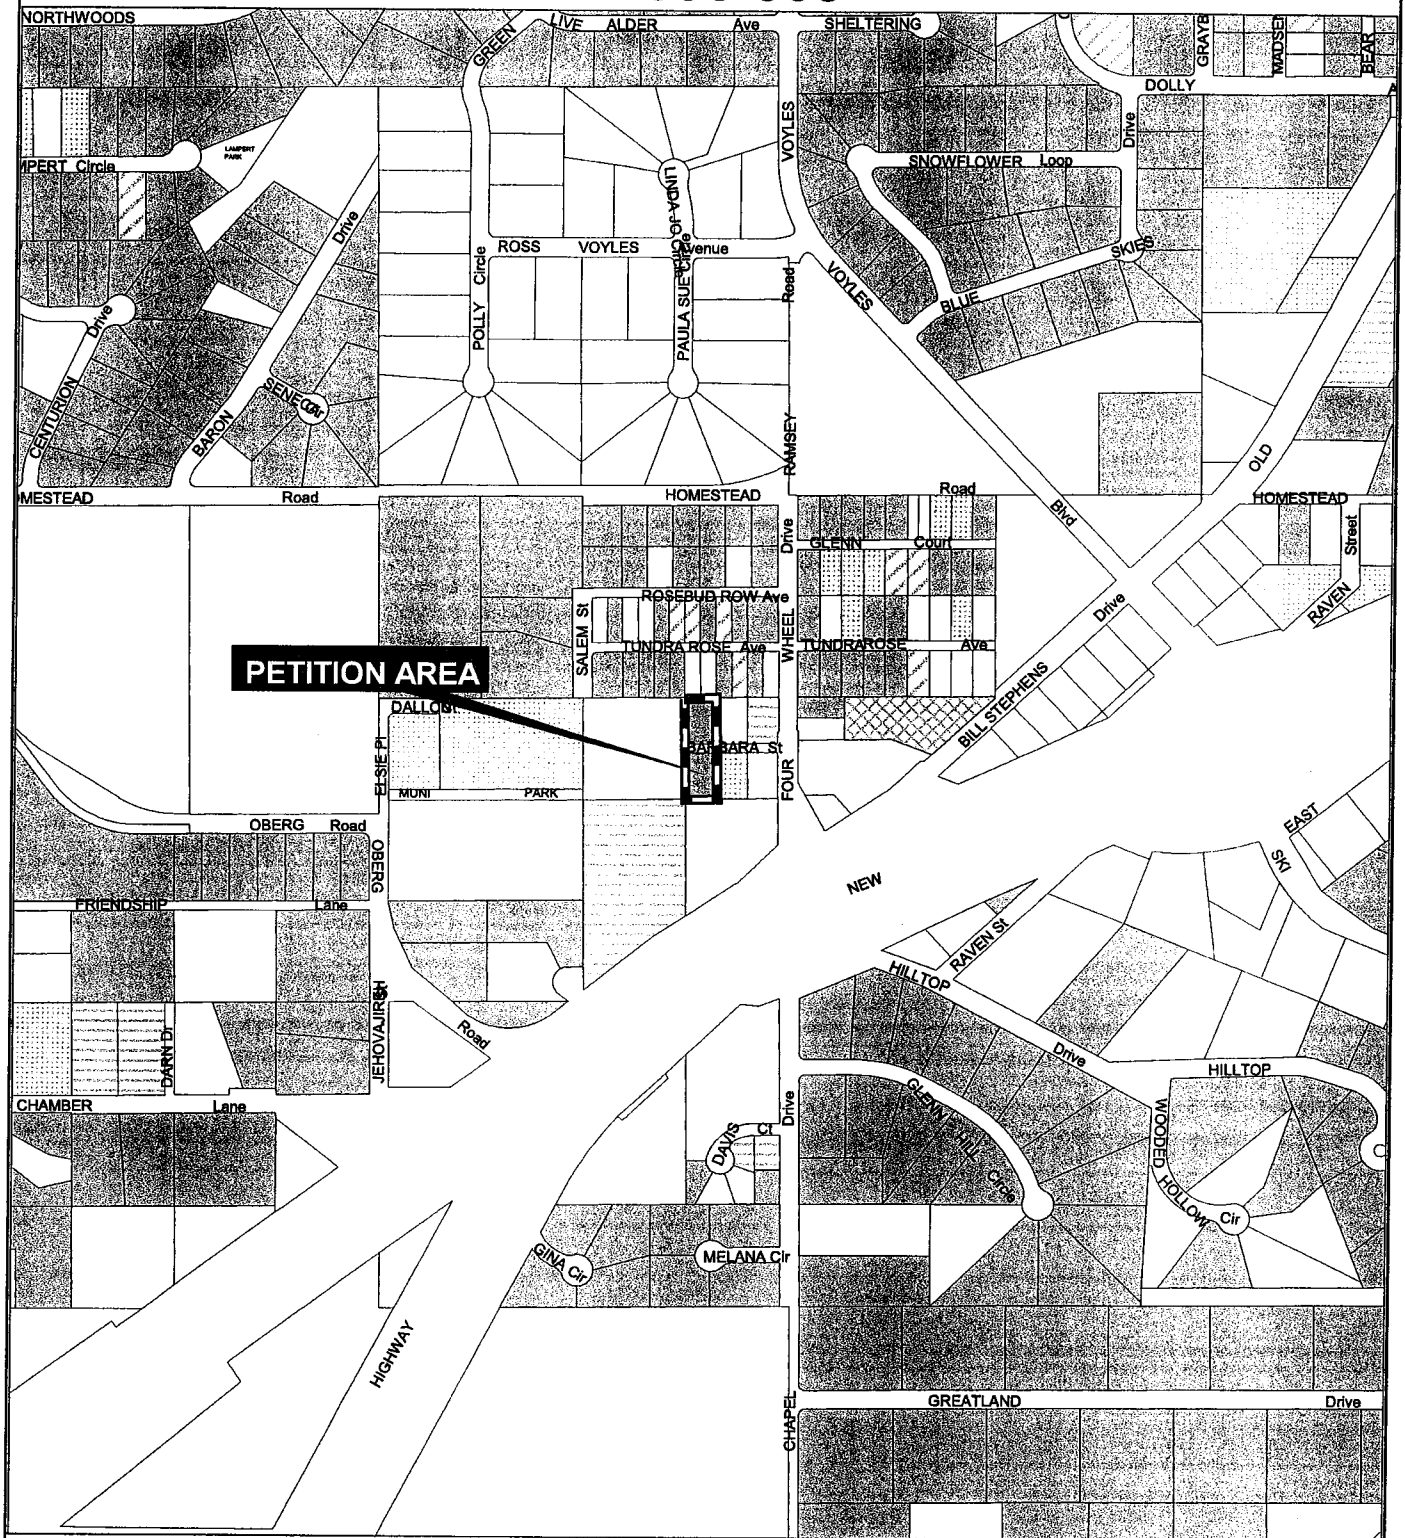 NORTHWOODS
GREEN
LIVE
ALDER Ave
SHELTERING
MADSEN
BEAR
DOLLY
Drive
VOYLES
LAMPERT
PARK
MPERT Circle
SNOWFLOWER Loop
LINDA JO
Drive
ROSS VOYLES Avenue
Circle
POLLY
PAULA SUE Circle
Road
VOYLES
SKIES
BLUE
Drive
CENTURION
SENECA Cir
BARON
RAMSEY
OLD
OMESTEAD Road
HOMESTEAD Road
HOMESTEAD
Blvd
Drive
Street
GLENN Court
ROSEBUD ROW Ave
SALEM St
WHEEL
Drive
RAVEN
TUNDRA ROSE Ave
TUNDRAROSE Ave
PETITION AREA
DALLON St
BILL STEPHENS
BARBARA St
ELSIE Pl
MUNI PARK
FOUR
OBERG Road
EAST
OBERG
SKI
NEW
FRIENDSHIP Lane
RAVEN St
HILLTOP
JEHOVAJIREH
Road
DARN Dr
Drive
HILLTOP
CHAMBER Lane
GLENN HILL Circle
Drive
DAVIS Ct
WOODED
HOLLOW Cir
GINA Cir
MELANA Cir
HIGHWAY
CHAPEL
GREATLAND Drive